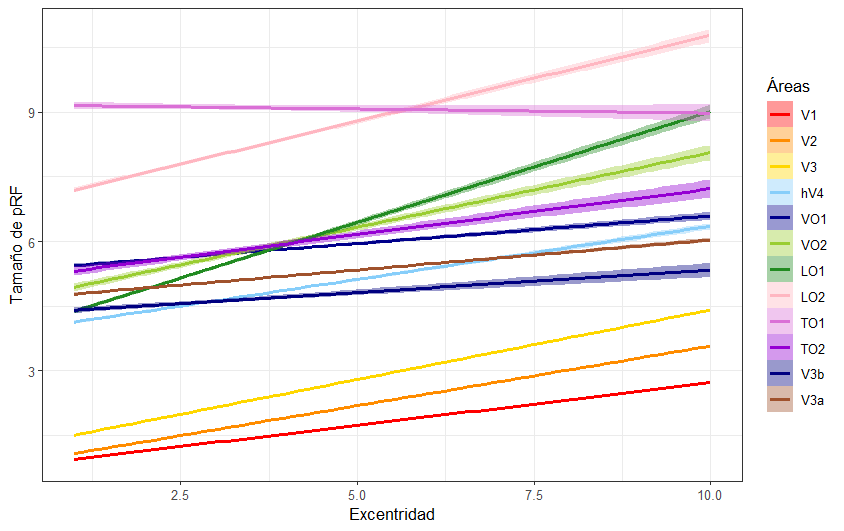 Tamaño de pRF
9
6
3
2.5 5.0 7.5 10.0
Excentridad
Áreas
V1
V2
V3
hV4
VO1
VO2
LO1
LO2
TO1
TO2
V3b
V3a